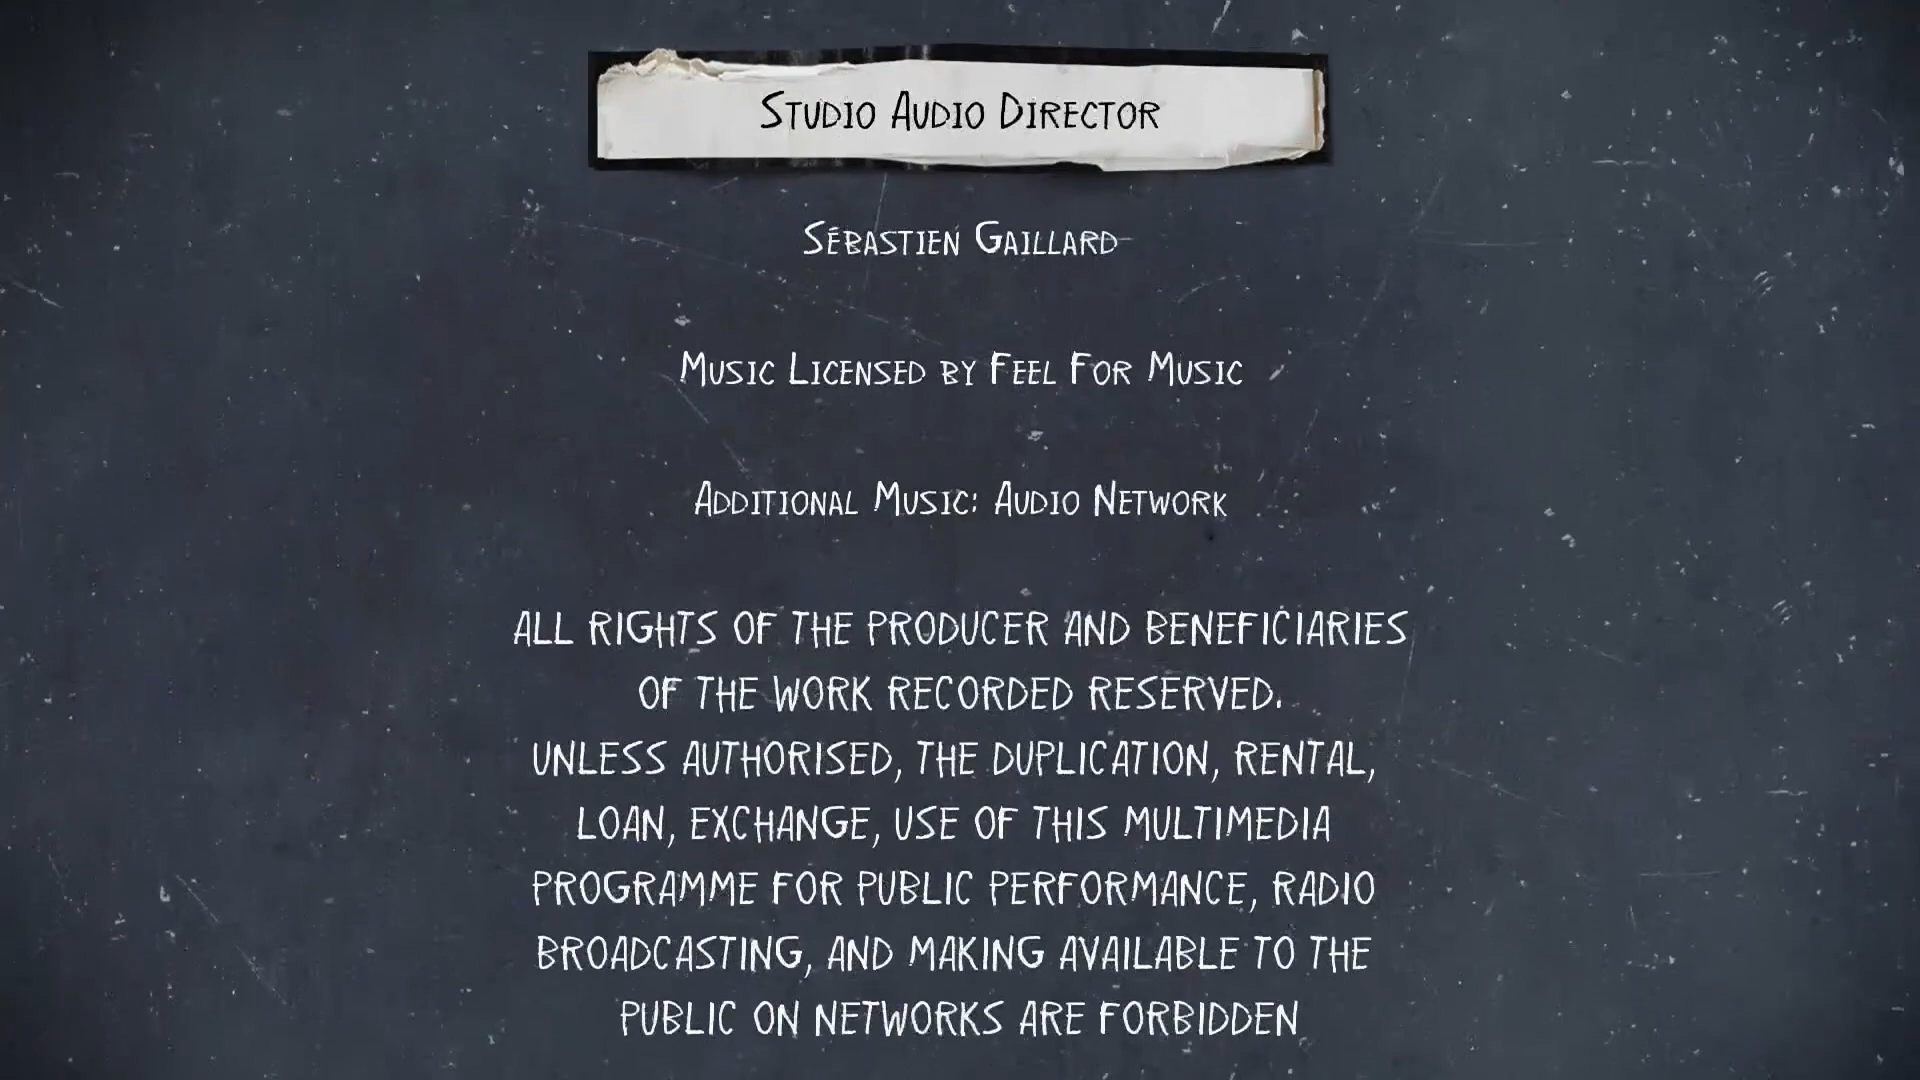 Studio Audio Director
Sébastien Gaillard
Music Licensed by Feel For Music
Additional Music: Audio Network
ALL RIGHTS OF THE PRODUCER AND BENEFICIARIES
OF THE WORK RECORDED RESERVED.
UNLESS AUTHORISED, THE DUPLICATION, RENTAL,
LOAN, EXCHANGE, USE OF THIS MULTIMEDIA
PROGRAMME FOR PUBLIC PERFORMANCE, RADIO
BROADCASTING, AND MAKING AVAILABLE TO THE
PUBLIC ON NETWORKS ARE FORBIDDEN